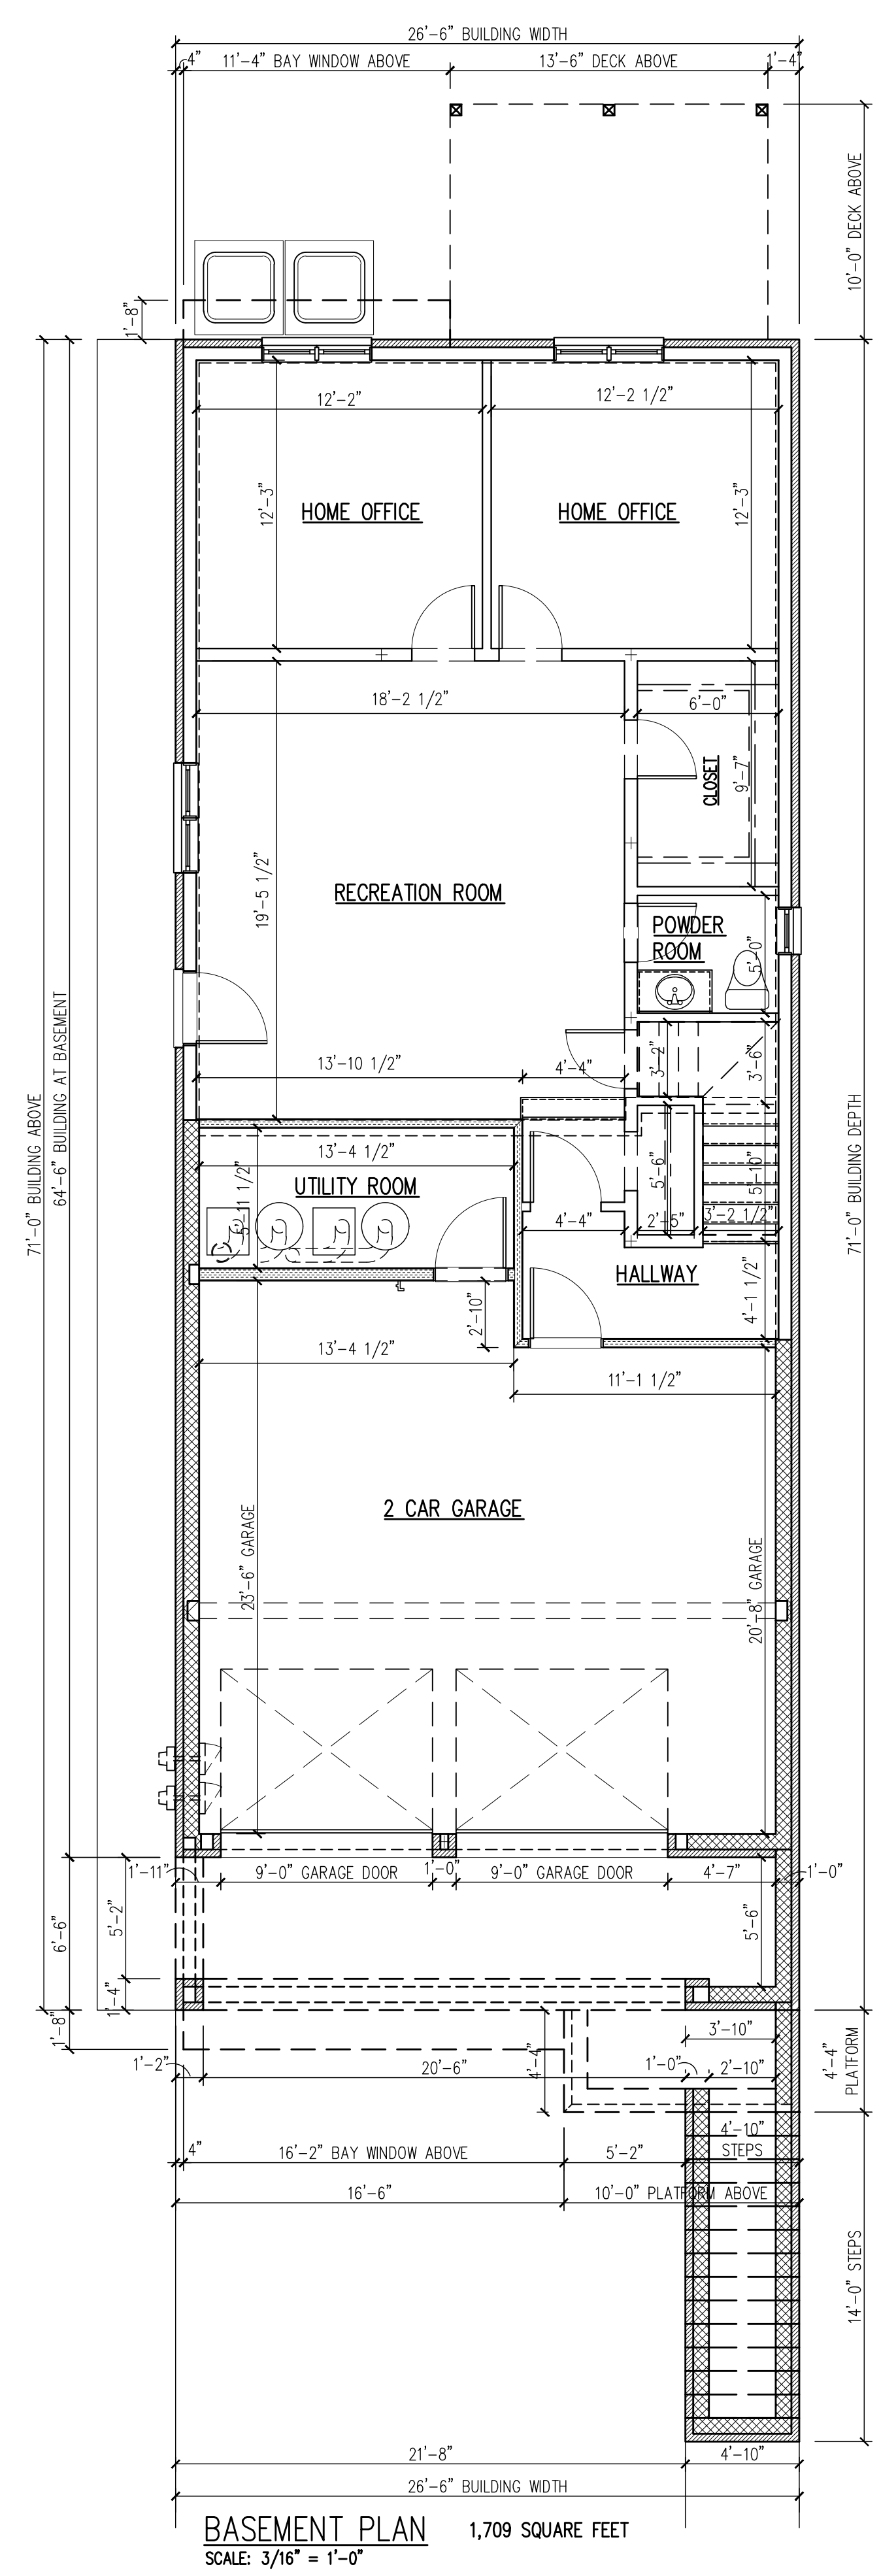 26'-6" BUILDING WIDTH
4"
11'-4" BAY WINDOW ABOVE
13'-6" DECK ABOVE
1'-4"
10'-0" DECK ABOVE
1'-8"
12'-2"
12'-2 1/2"
12'-3"
HOME OFFICE
HOME OFFICE
12'-3"
18'-2 1/2"
6'-0"
CLOSET
9'-7"
19'-5 1/2"
RECREATION ROOM
POWDER
ROOM
5'-0"
71'-0" BUILDING ABOVE
64'-6" BUILDING AT BASEMENT
13'-10 1/2"
4'-4"
3'-2"
3'-6"
71'-0" BUILDING DEPTH
13'-4 1/2"
5'-11 1/2"
UTILITY ROOM
5'-6"
5'-10"
4'-4"
2'-5"
3'-2 1/2"
HALLWAY
4'-1 1/2"
2'-10"
13'-4 1/2"
11'-1 1/2"
2 CAR GARAGE
23'-6" GARAGE
20'-8" GARAGE
1'-11"
9'-0" GARAGE DOOR
1'-0"
9'-0" GARAGE DOOR
4'-7"
1'-0"
6'-6"
5'-2"
5'-6"
1'-4"
1'-8"
3'-10"
4'-4"
PLATFORM
1'-2"
20'-6"
4'-4"
1'-0"
2'-10"
4'-10"
STEPS
4"
16'-2" BAY WINDOW ABOVE
5'-2"
16'-6"
10'-0" PLATFORM ABOVE
14'-0" STEPS
21'-8"
4'-10"
26'-6" BUILDING WIDTH
BASEMENT PLAN
1,709 SQUARE FEET
SCALE: 3/16" = 1'-0"